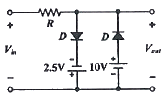 + R +
V_in D D V_out
- +
2.5V 10V
+ -
- -